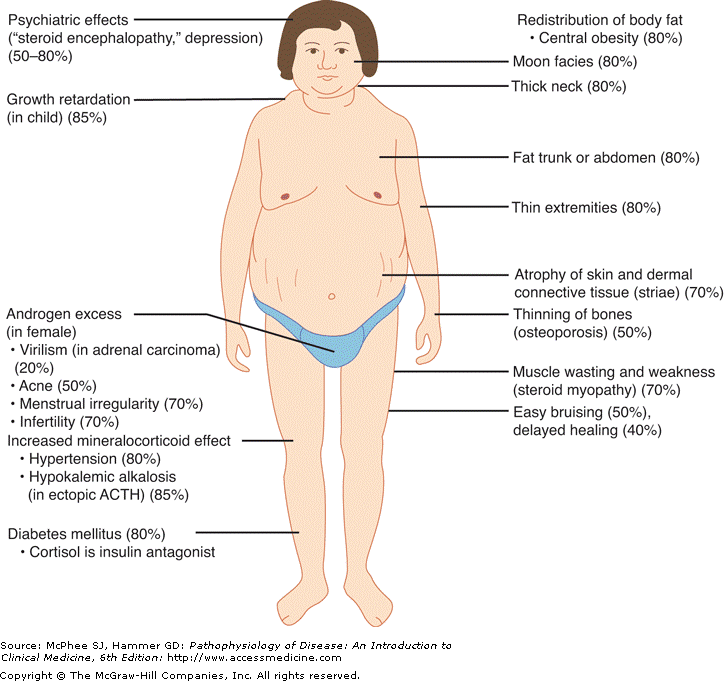 Psychiatric effects
(“steroid encephalopathy,” depression)
(50–80%)
Growth retardation
(in child) (85%)
Androgen excess
(in female)
• Virilism (in adrenal carcinoma)
(20%)
• Acne (50%)
• Menstrual irregularity (70%)
• Infertility (70%)
Increased mineralocorticoid effect
• Hypertension (80%)
• Hypokalemic alkalosis
(in ectopic ACTH) (85%)
Diabetes mellitus (80%)
• Cortisol is insulin antagonist
Redistribution of body fat
• Central obesity (80%)
Moon facies (80%)
Thick neck (80%)
Fat trunk or abdomen (80%)
Thin extremities (80%)
Atrophy of skin and dermal
connective tissue (striae) (70%)
Thinning of bones
(osteoporosis) (50%)
Muscle wasting and weakness
(steroid myopathy) (70%)
Easy bruising (50%),
delayed healing (40%)
Source: McPhee SJ, Hammer GD: Pathophysiology of Disease: An Introduction to
Clinical Medicine, 6th Edition: http://www.accessmedicine.com
Copyright © The McGraw-Hill Companies, Inc. All rights reserved.